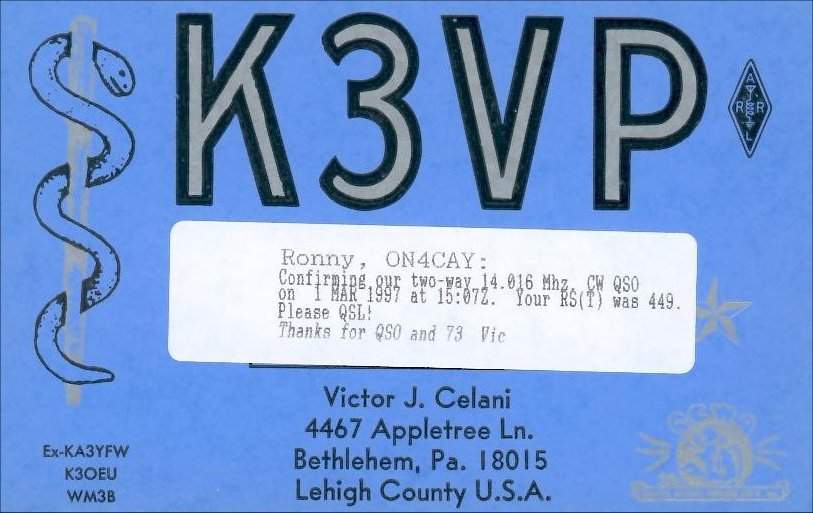 K3VP
A
R R
L
Ronny, ON4CAY:
Confirming our two-way 14.016 Mhz. CW QSO
on 1 MAR 1997 at 15:07Z. Your RS(T) was 449.
Please QSL!
Thanks for QSO and 73 Vic
Victor J. Celani
4467 Appletree Ln.
Bethlehem, Pa. 18015
Lehigh County U.S.A.
Ex-KA3YFW
K3OEU
WM3B